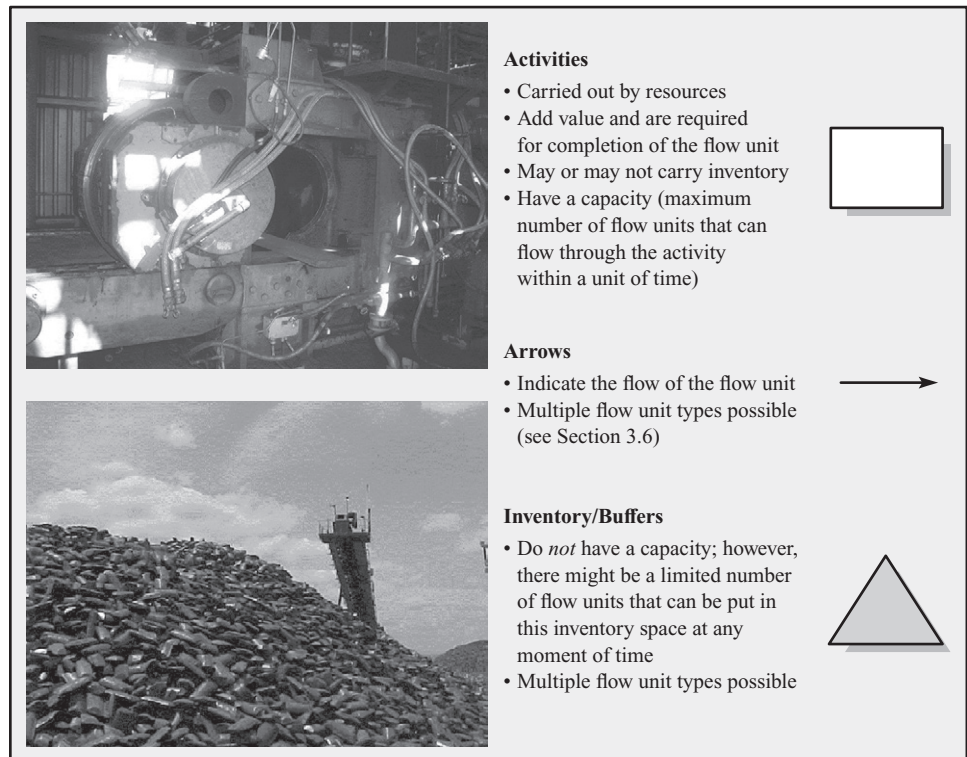 Activities
• Carried out by resources
• Add value and are required
for completion of the flow unit
• May or may not carry inventory
• Have a capacity (maximum
number of flow units that can
flow through the activity
within a unit of time)
Arrows
• Indicate the flow of the flow unit
• Multiple flow unit types possible
(see Section 3.6)
Inventory/Buffers
• Do not have a capacity; however,
there might be a limited number
of flow units that can be put in
this inventory space at any
moment of time
• Multiple flow unit types possible